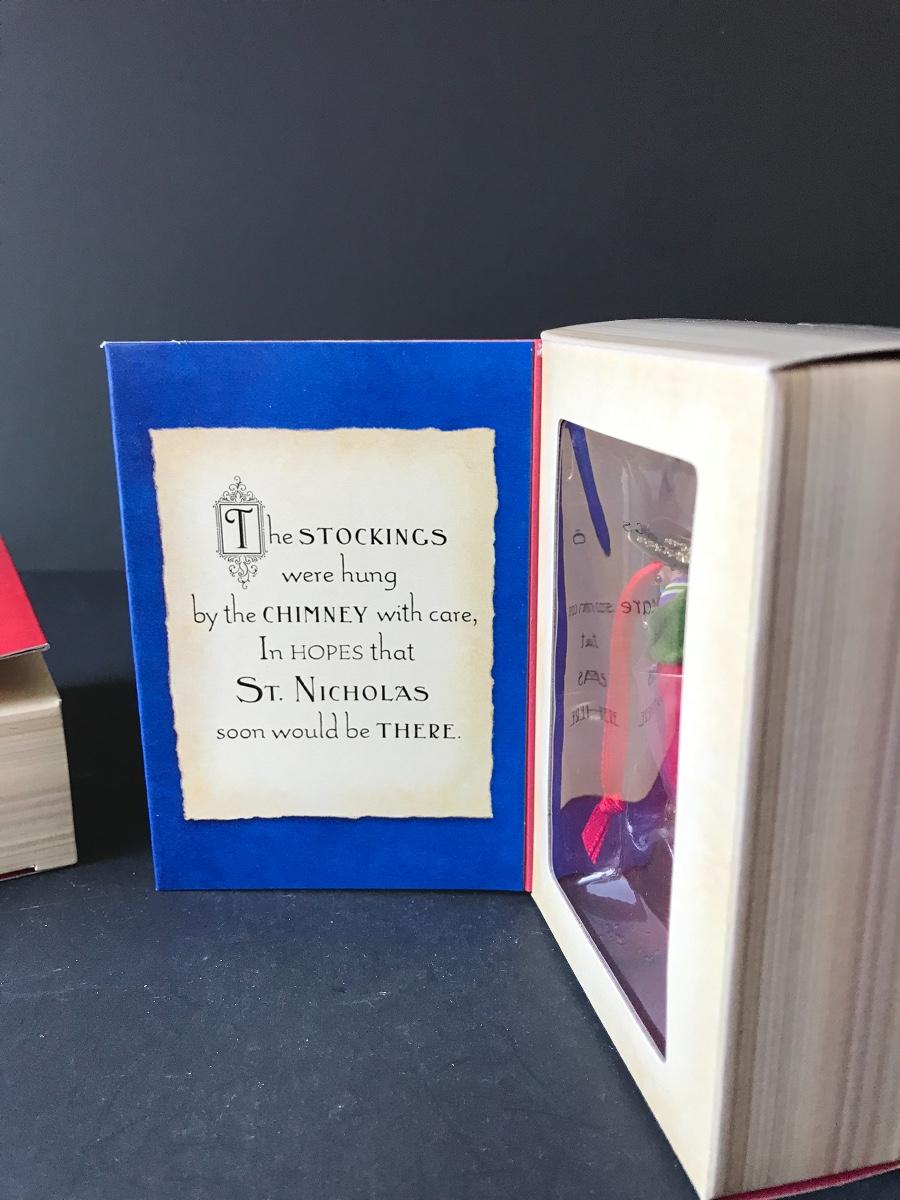 The STOCKINGS
were hung
by the CHIMNEY with care,
In HOPES that
ST. NICHOLAS
soon would be THERE.